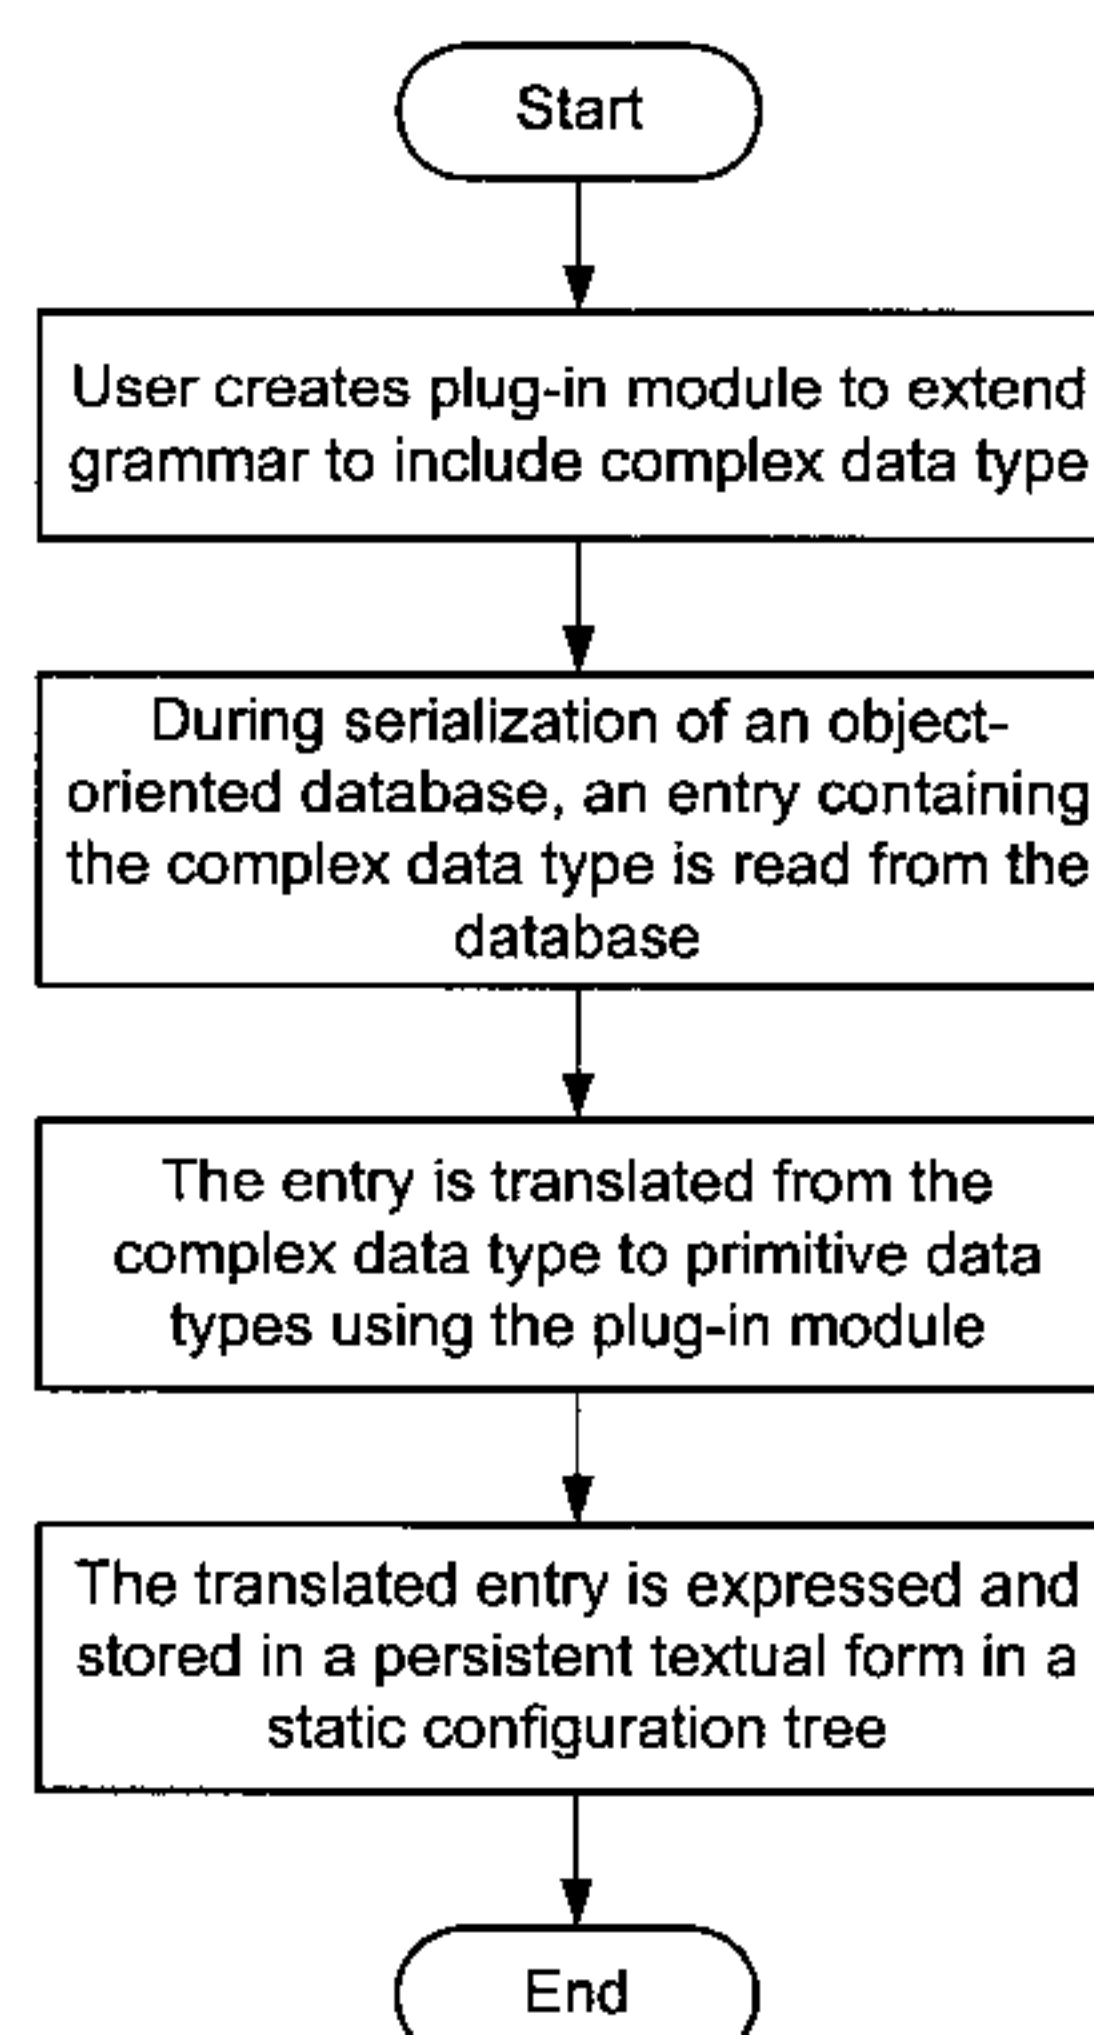 Start
User creates plug-in module to extend
grammar to include complex data type
During serialization of an object-
oriented database, an entry containing
the complex data type is read from the
database
The entry is translated from the
complex data type to primitive data
types using the plug-in module
The translated entry is expressed and
stored in a persistent textual form in a
static configuration tree
End